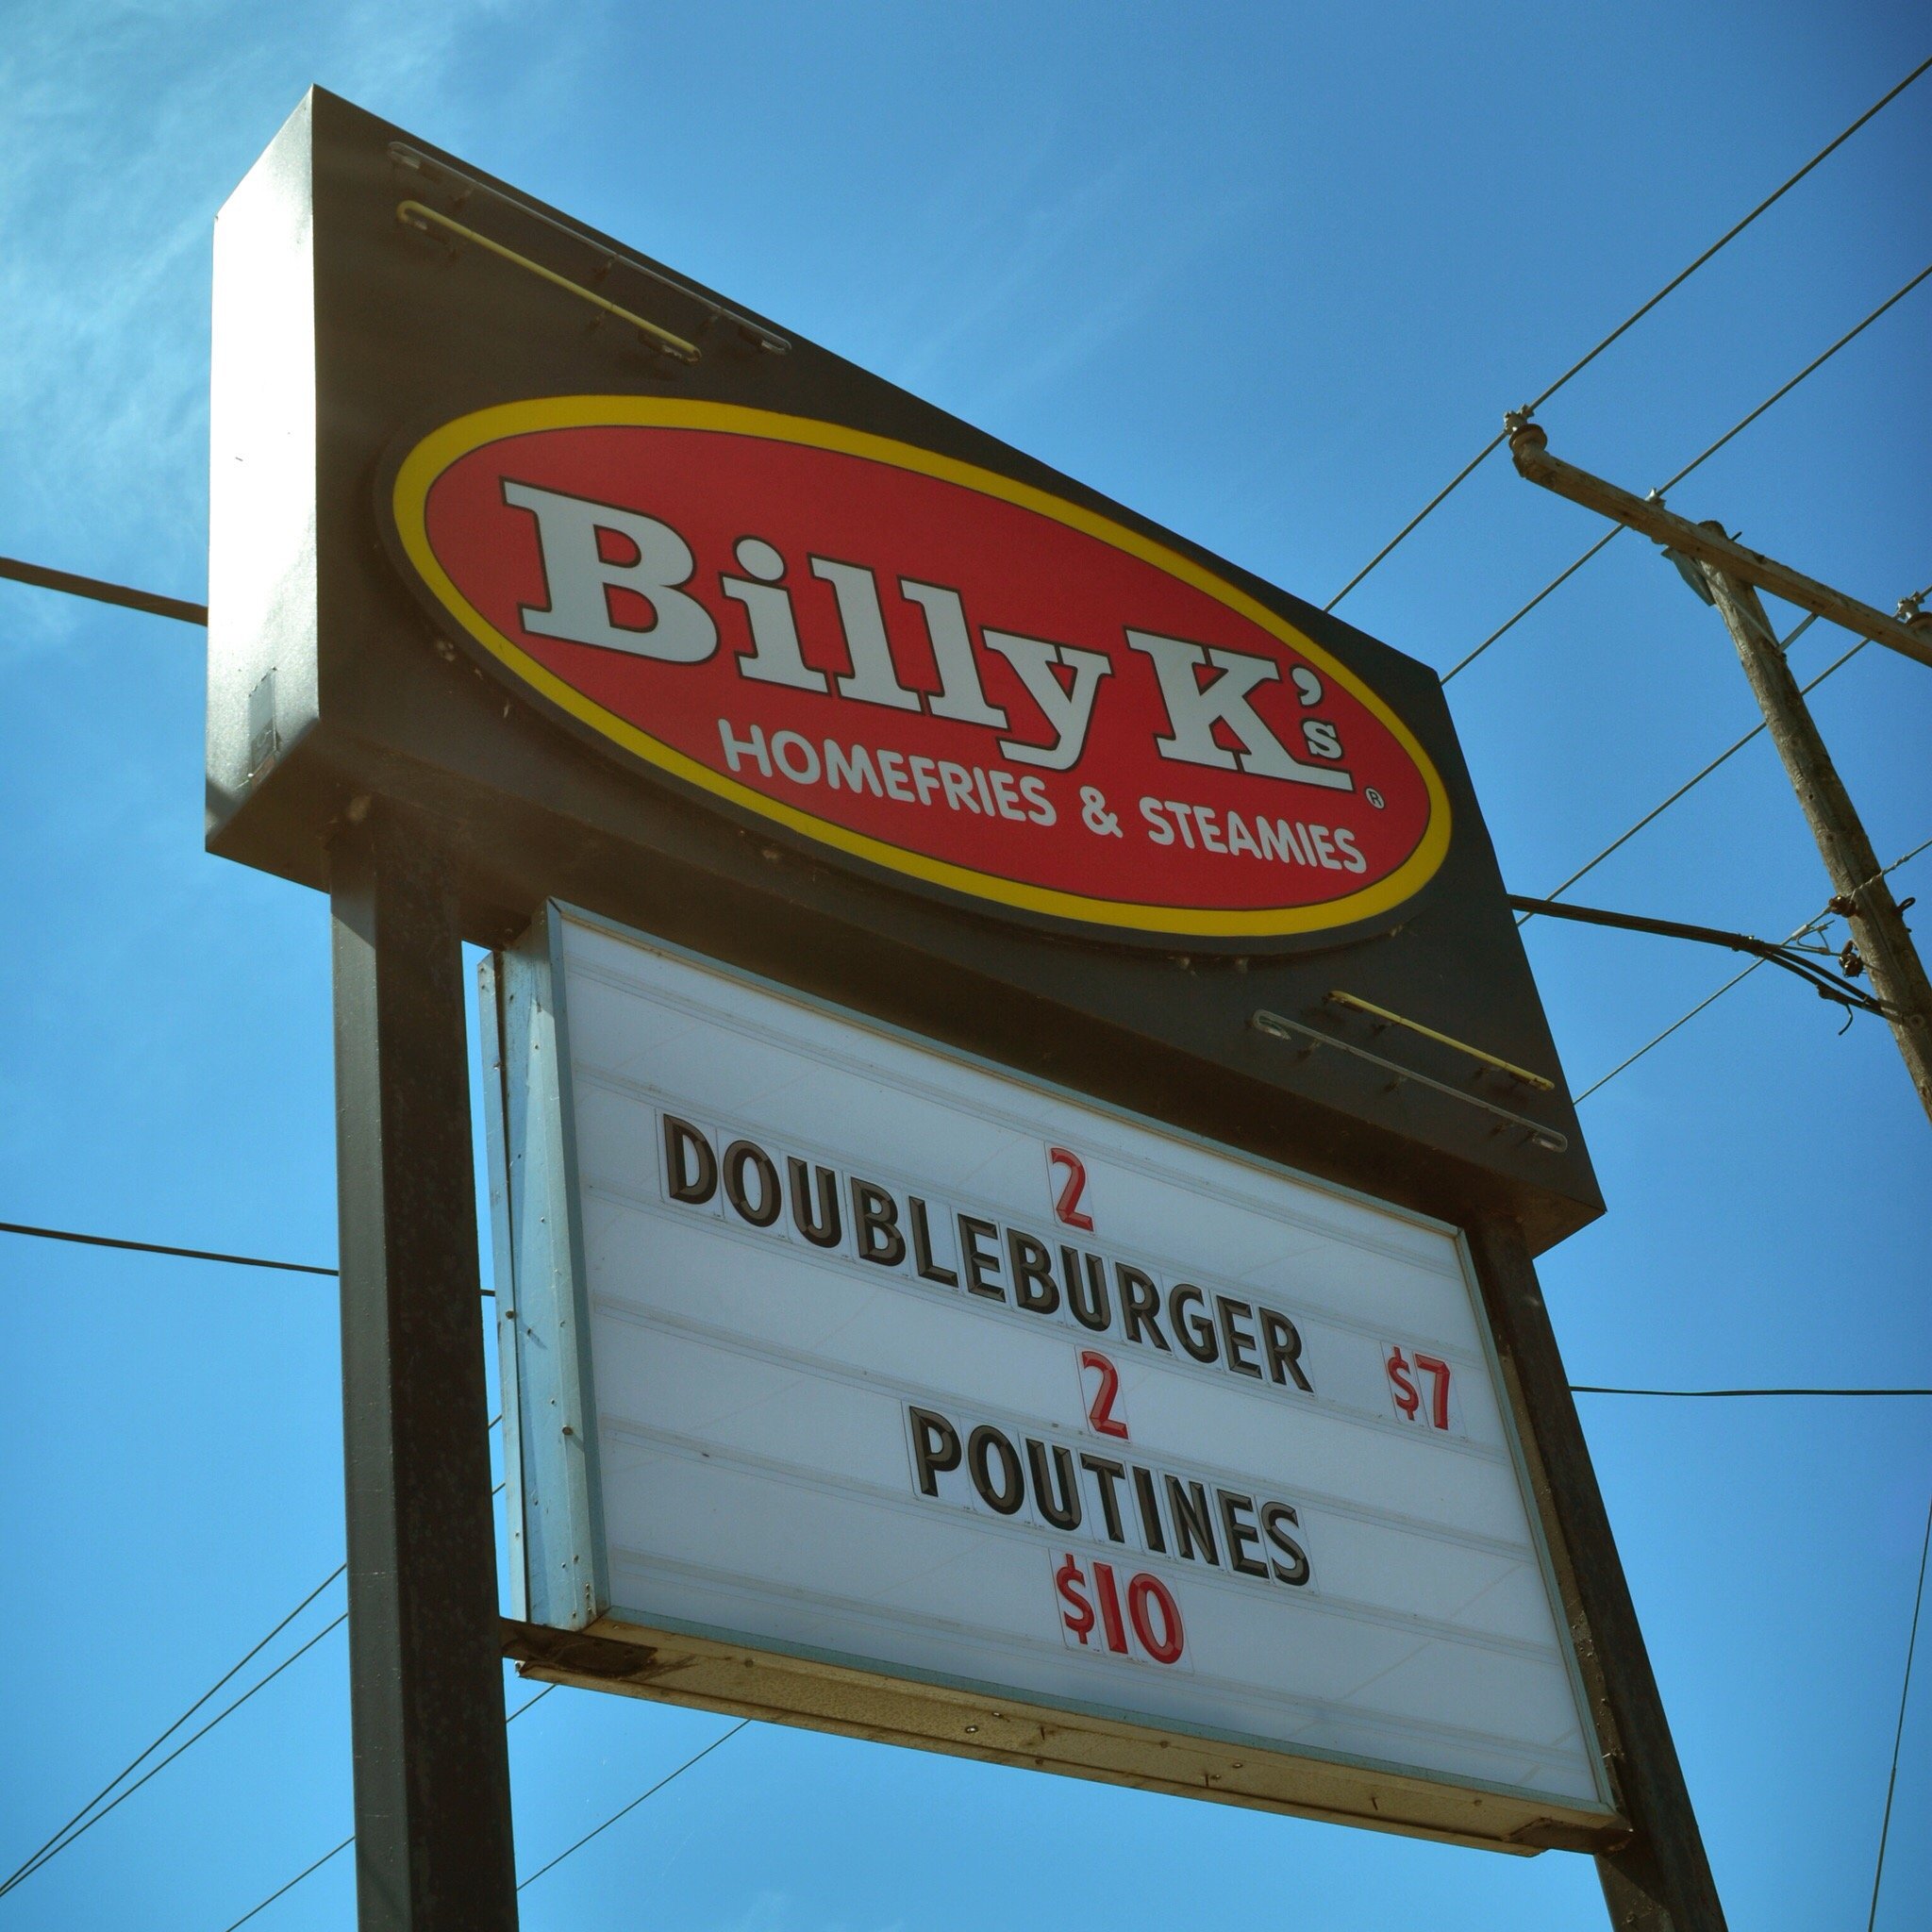 Billy K's
®
HOMEFRIES & STEAMIES
2
DOUBLEBURGER $7
2
POUTINES
$10